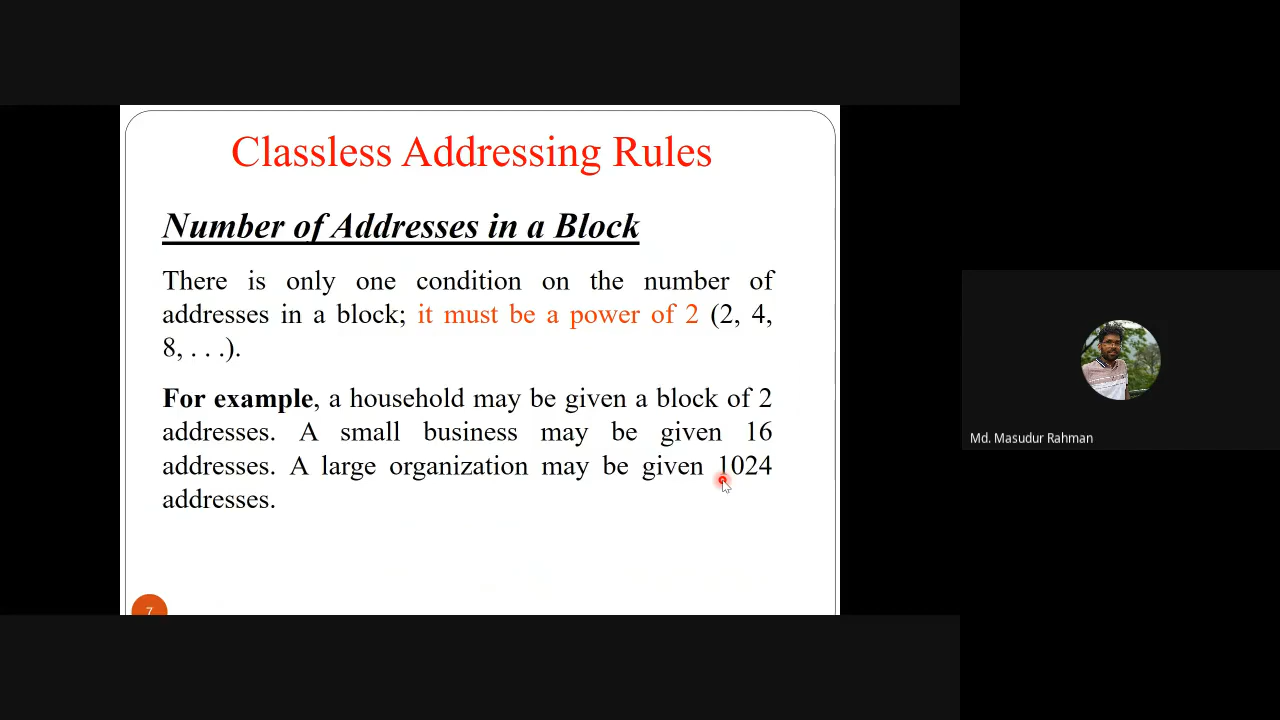 Classless Addressing Rules
Number of Addresses in a Block
There is only one condition on the number of
addresses in a block; it must be a power of 2 (2, 4,
8, . . .).
For example, a household may be given a block of 2
addresses. A small business may be given 16
addresses. A large organization may be given 1024
addresses.
7
Md. Masudur Rahman